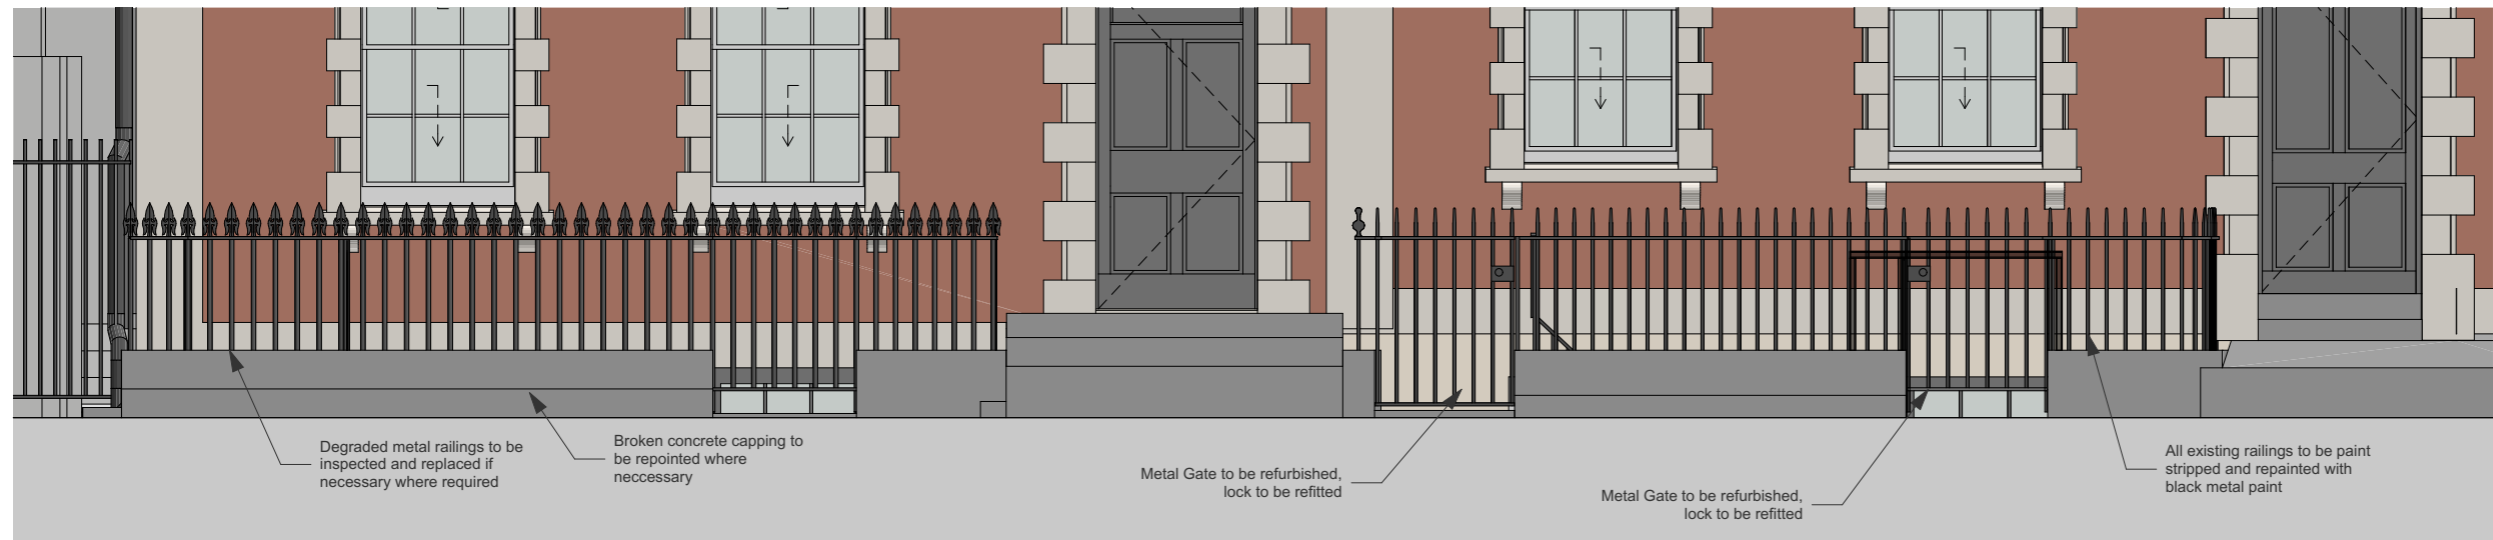 Degraded metal railings to be
inspected and replaced if
necessary where required
Broken concrete capping to
be repointed where
neccessary
Metal Gate to be refurbished,
lock to be refitted
Metal Gate to be refurbished,
lock to be refitted
All existing railings to be paint
stripped and repainted with
black metal paint